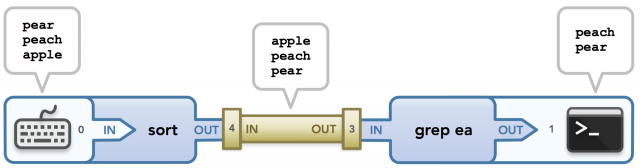 pear
peach
apple
apple
peach
pear
peach
pear
0 IN sort OUT 4 IN OUT 3 IN grep ea OUT 1 >_